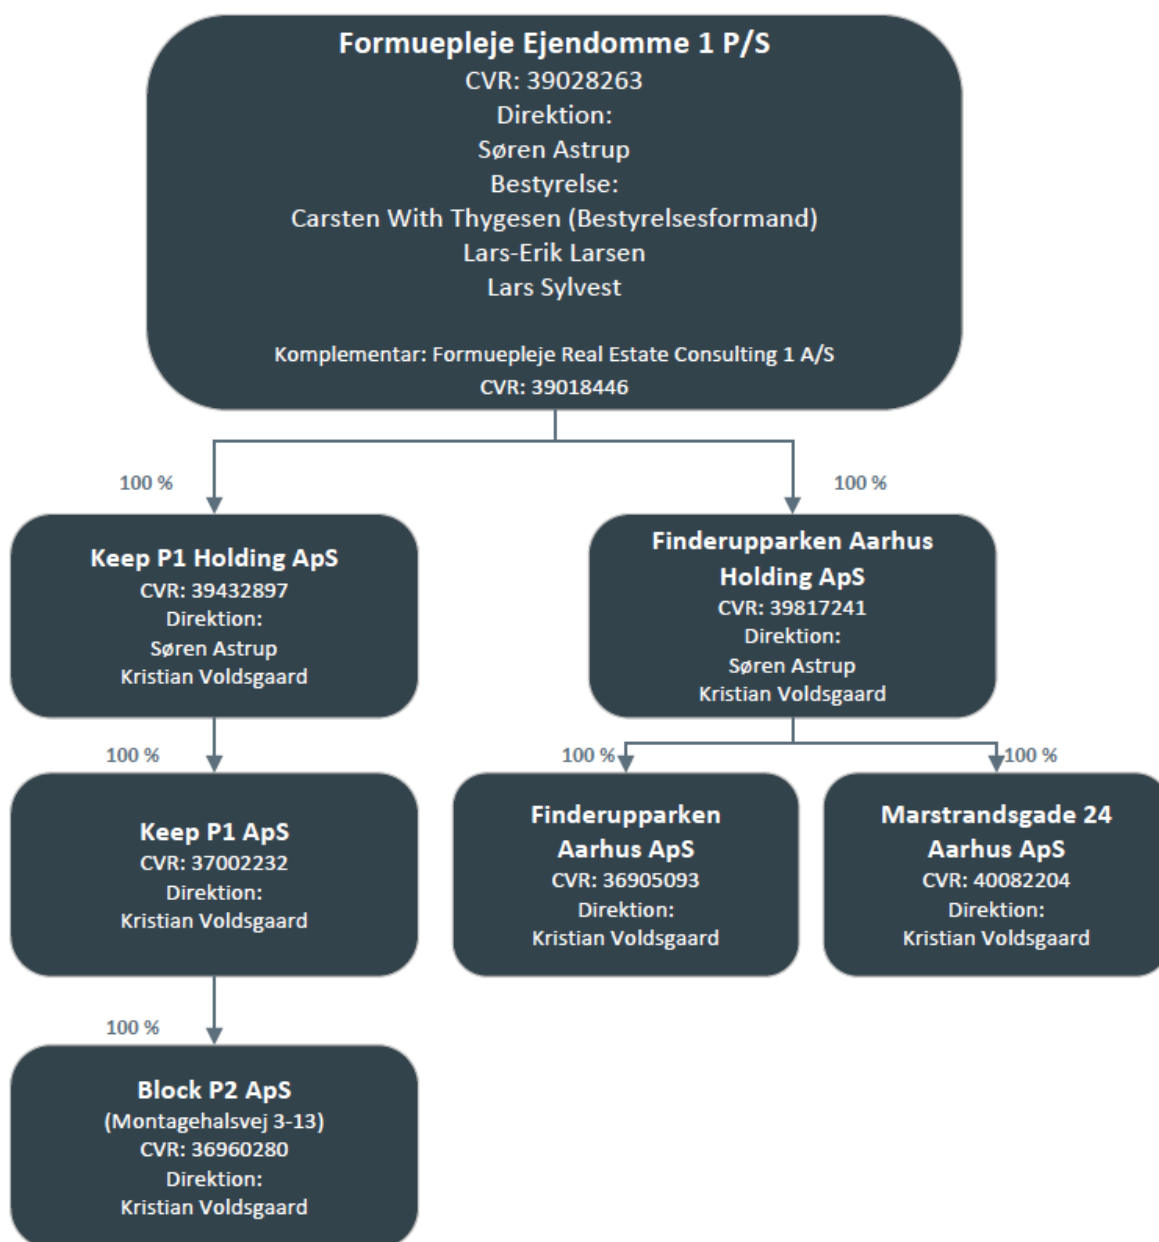 Formuepleje Ejendomme 1 P/S
CVR: 39028263
Direktion:
Søren Astrup
Bestyrelse:
Carsten With Thygesen (Bestyrelsesformand)
Lars-Erik Larsen
Lars Sylvest
Komplementar: Formuepleje Real Estate Consulting 1 A/S
CVR: 39018446
100 %
100 %
Keep P1 Holding ApS
CVR: 39432897
Direktion:
Søren Astrup
Kristian Voldsgaard
Finderupparken Aarhus
Holding ApS
CVR: 39817241
Direktion:
Søren Astrup
Kristian Voldsgaard
100 %
100 %
100 %
Keep P1 ApS
CVR: 37002232
Direktion:
Kristian Voldsgaard
Finderupparken
Aarhus ApS
CVR: 36905093
Direktion:
Kristian Voldsgaard
Marstrandsgade 24
Aarhus ApS
CVR: 40082204
Direktion:
Kristian Voldsgaard
100 %
Block P2 ApS
(Montagehalsvej 3-13)
CVR: 36960280
Direktion:
Kristian Voldsgaard